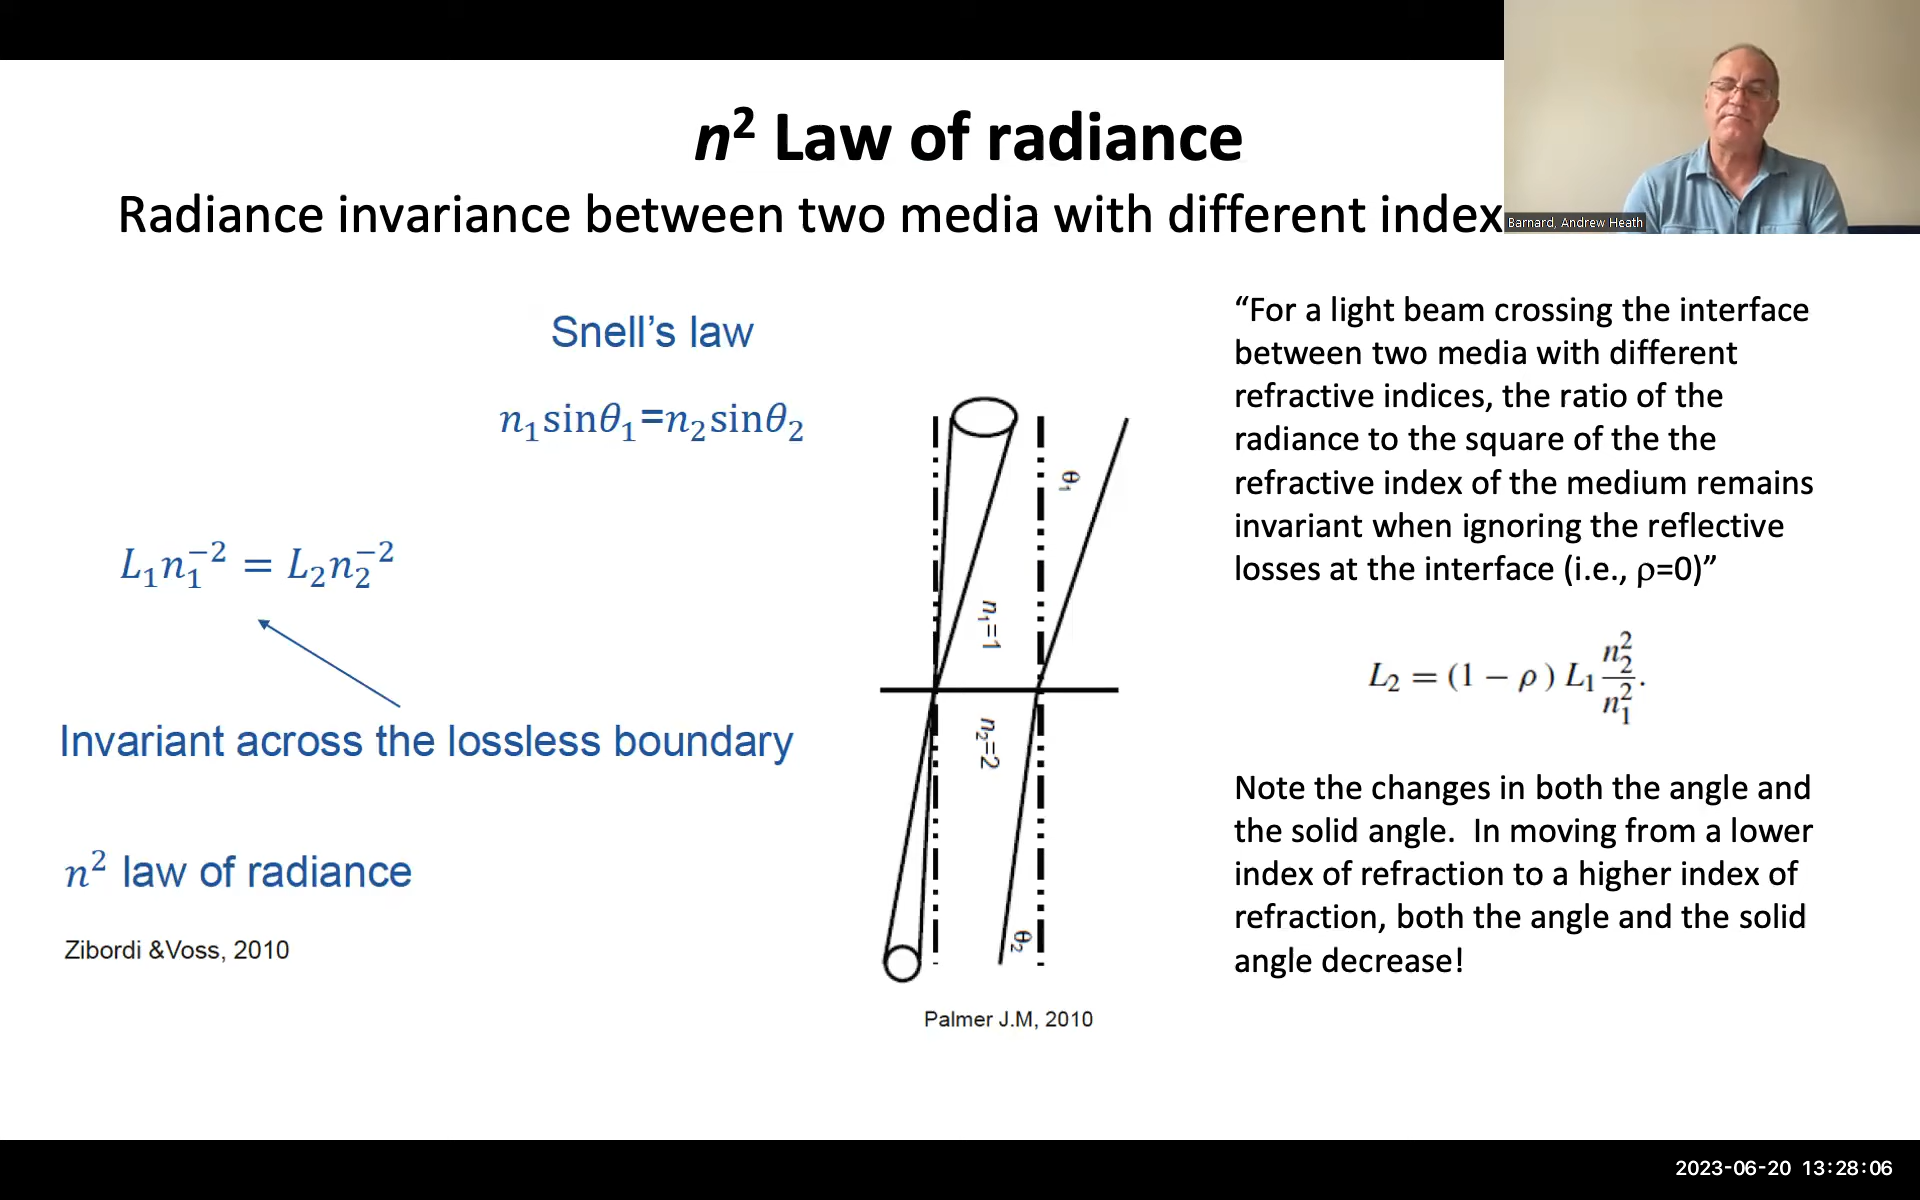 n² Law of radiance
Radiance invariance between two media with different index
Barnard, Andrew Heath
Snell’s law
n₁sinθ₁=n₂sinθ₂
L₁n₁⁻² = L₂n₂⁻²
Invariant across the lossless boundary
n² law of radiance
Zibordi &Voss, 2010
θ₁
n₁=1
n₂=2
θ₂
Palmer J.M, 2010
“For a light beam crossing the interface
between two media with different
refractive indices, the ratio of the
radiance to the square of the the
refractive index of the medium remains
invariant when ignoring the reflective
losses at the interface (i.e., ρ=0)”
L₂ = (1 − ρ) L₁ n₂²/n₁².
Note the changes in both the angle and
the solid angle.  In moving from a lower
index of refraction to a higher index of
refraction, both the angle and the solid
angle decrease!
2023-06-20 13:28:06